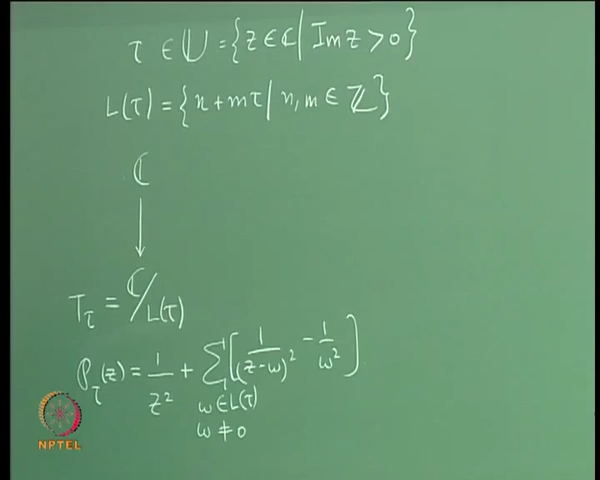 τ ∈ U = {z ∈ ℂ | Im z > 0}
L(τ) = {n + mτ | n, m ∈ ℤ}
ℂ
↓
T_τ = ℂ/L(τ)
℘_τ(z) = 1/z² + ∑' [1/(z-ω)² - 1/ω²]
ω ∈ L(τ)
ω ≠ 0
NPTEL